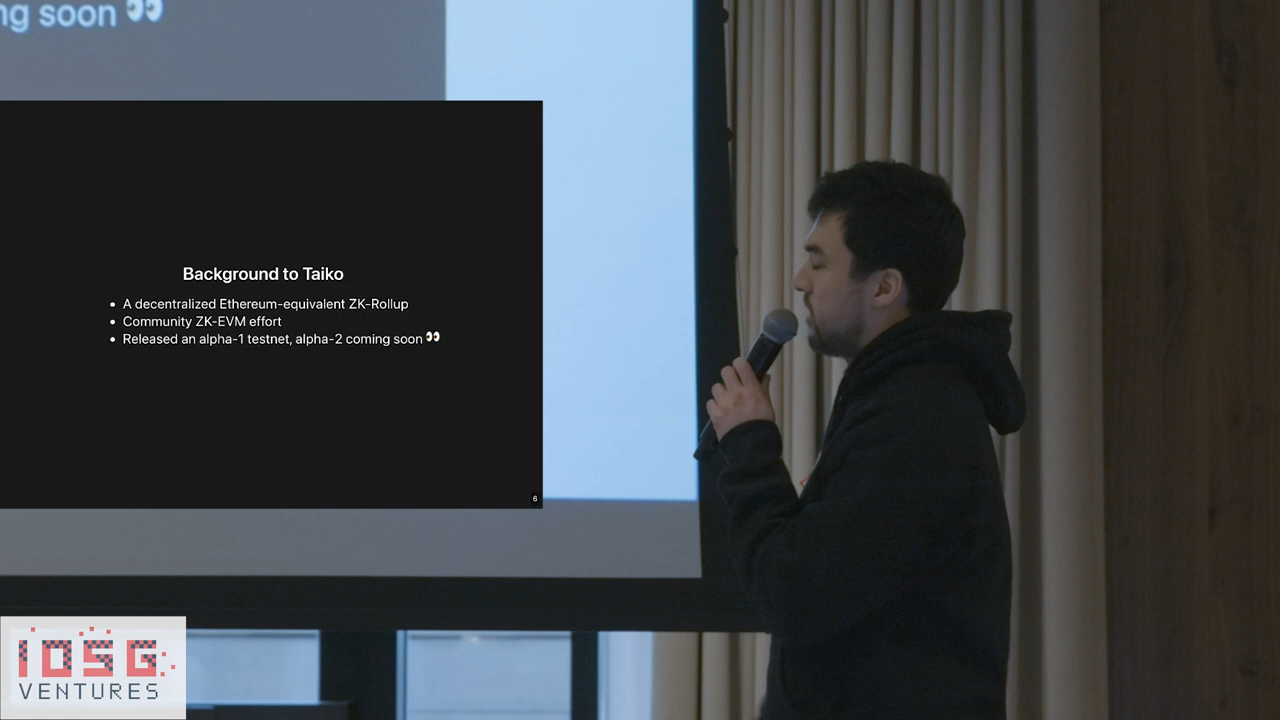 ng soon 👀
Background to Taiko
• A decentralized Ethereum-equivalent ZK-Rollup
• Community ZK-EVM effort
• Released an alpha-1 testnet, alpha-2 coming soon 👀
6
IOSG
VENTURES